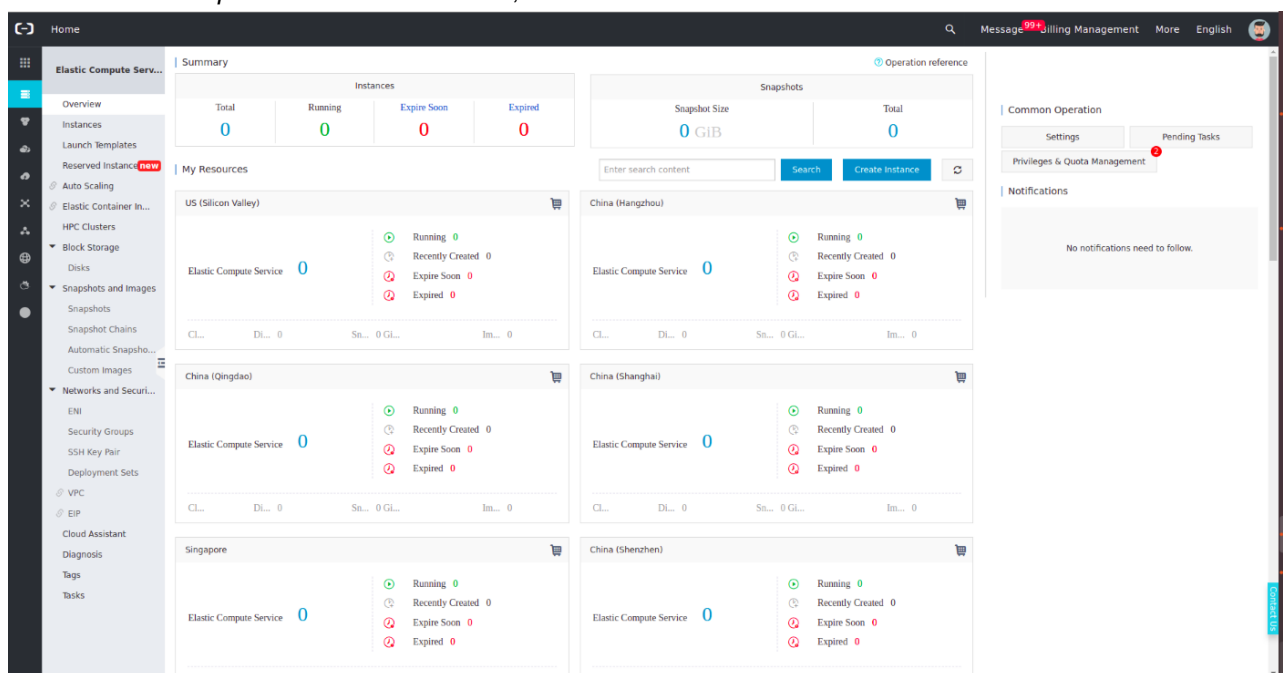 Home
Message 99+ Billing Management More English
Elastic Compute Serv...
Overview
Instances
Launch Templates
Reserved Instance new
Auto Scaling
Elastic Container In...
HPC Clusters
Block Storage
Disks
Snapshots and Images
Snapshots
Snapshot Chains
Automatic Snapsho...
Custom Images
Networks and Securi...
ENI
Security Groups
SSH Key Pair
Deployment Sets
VPC
EIP
Cloud Assistant
Diagnosis
Tags
Tasks
Summary
Operation reference
Instances
Total Running Expire Soon Expired
0 0 0 0
Snapshots
Snapshot Size Total
0 GiB 0
My Resources
Enter search content Search Create Instance
US (Silicon Valley)
Elastic Compute Service 0
Running 0
Recently Created 0
Expire Soon 0
Expired 0
Cl... Di... 0 Sn... 0 Gi... Im... 0
China (Hangzhou)
Elastic Compute Service 0
Running 0
Recently Created 0
Expire Soon 0
Expired 0
Cl... Di... 0 Sn... 0 Gi... Im... 0
China (Qingdao)
Elastic Compute Service 0
Running 0
Recently Created 0
Expire Soon 0
Expired 0
Cl... Di... 0 Sn... 0 Gi... Im... 0
China (Shanghai)
Elastic Compute Service 0
Running 0
Recently Created 0
Expire Soon 0
Expired 0
Cl... Di... 0 Sn... 0 Gi... Im... 0
Singapore
Elastic Compute Service 0
Running 0
Recently Created 0
Expire Soon 0
Expired 0
China (Shenzhen)
Elastic Compute Service 0
Running 0
Recently Created 0
Expire Soon 0
Expired 0
Common Operation
Settings Pending Tasks
Privileges & Quota Management 2
Notifications
No notifications need to follow.
Contact Us